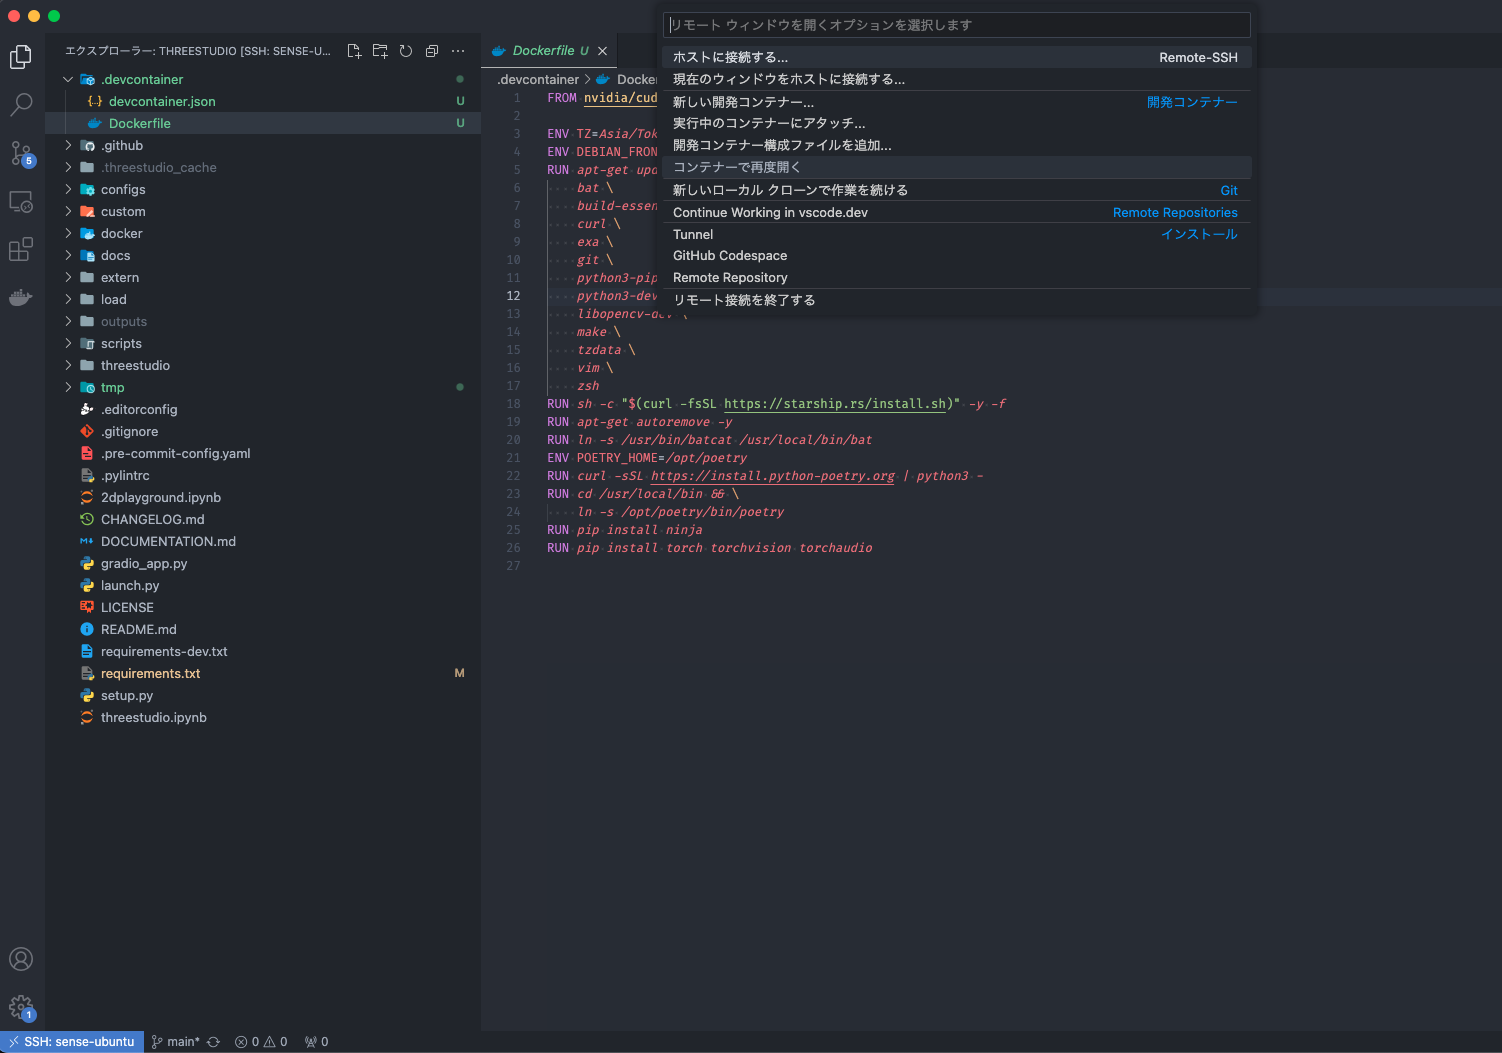 エクスプローラー: THREESTUDIO [SSH: SENSE-U...
.devcontainer
devcontainer.json U
Dockerfile U
.github
.threestudio_cache
configs
custom
docker
docs
extern
load
outputs
scripts
threestudio
tmp
.editorconfig
.gitignore
.pre-commit-config.yaml
.pylintrc
2dplayground.ipynb
CHANGELOG.md
DOCUMENTATION.md
gradio_app.py
launch.py
LICENSE
README.md
requirements-dev.txt
requirements.txt M
setup.py
threestudio.ipynb
5
1
Dockerfile U
.devcontainer > Docker
リモート ウィンドウを開くオプションを選択します
ホストに接続する... Remote-SSH
現在のウィンドウをホストに接続する...
新しい開発コンテナー... 開発コンテナー
実行中のコンテナーにアタッチ...
開発コンテナー構成ファイルを追加...
コンテナーで再度開く
新しいローカル クローンで作業を続ける Git
Continue Working in vscode.dev Remote Repositories
Tunnel インストール
GitHub Codespace
Remote Repository
リモート接続を終了する
1 FROM nvidia/cud
2
3 ENV TZ=Asia/Tok
4 ENV DEBIAN_FRON
5 RUN apt-get upd
6 bat \
7 build-essen
8 curl \
9 exa \
10 git \
11 python3-pip
12 python3-dev
13 libopencv-dev \
14 make \
15 tzdata \
16 vim \
17 zsh
18 RUN sh -c "$(curl -fsSL https://starship.rs/install.sh)" -y -f
19 RUN apt-get autoremove -y
20 RUN ln -s /usr/bin/batcat /usr/local/bin/bat
21 ENV POETRY_HOME=/opt/poetry
22 RUN curl -sSL https://install.python-poetry.org | python3 -
23 RUN cd /usr/local/bin && \
24 ln -s /opt/poetry/bin/poetry
25 RUN pip install ninja
26 RUN pip install torch torchvision torchaudio
27
SSH: sense-ubuntu main* 0 0 0